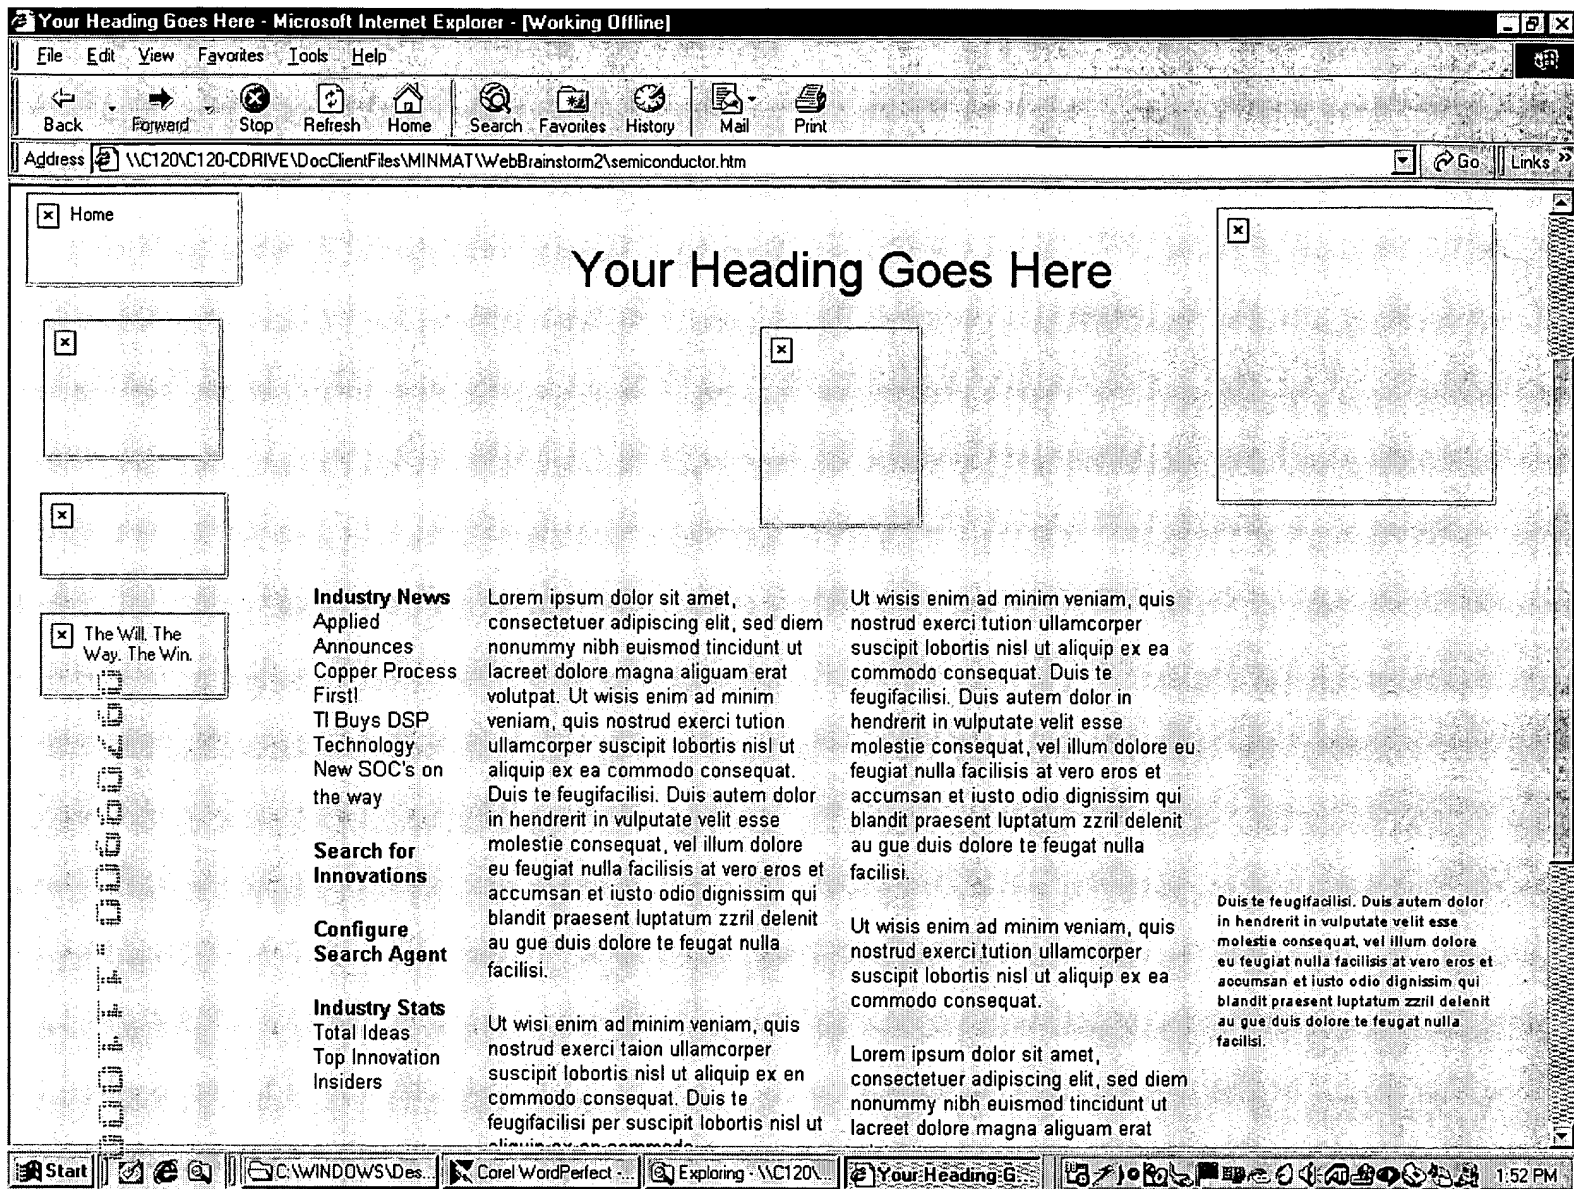 Your Heading Goes Here - Microsoft Internet Explorer - [Working Offline]
File Edit View Favorites Tools Help
Back Forward Stop Refresh Home Search Favorites History Mail Print
Address \\C120\C120-CDRIVE\DocClientFiles\MINMAT\WebBrainstorm2\semiconductor.htm Go Links »
Home
Your Heading Goes Here
The Will. The
Way. The Win.
Industry News
Applied
Announces
Copper Process
First!
TI Buys DSP
Technology
New SOC's on
the way
Search for
Innovations
Configure
Search Agent
Industry Stats
Total Ideas
Top Innovation
Insiders
Lorem ipsum dolor sit amet,
consectetuer adipiscing elit, sed diem
nonummy nibh euismod tincidunt ut
lacreet dolore magna aliguam erat
volutpat. Ut wisis enim ad minim
veniam, quis nostrud exerci tution
ullamcorper suscipit lobortis nisl ut
aliquip ex ea commodo consequat.
Duis te feugifacilisi. Duis autem dolor
in hendrerit in vulputate velit esse
molestie consequat, vel illum dolore
eu feugiat nulla facilisis at vero eros et
accumsan et iusto odio dignissim qui
blandit praesent luptatum zzril delenit
au gue duis dolore te feugat nulla
facilisi.
Ut wisi enim ad minim veniam, quis
nostrud exerci taion ullamcorper
suscipit lobortis nisl ut aliquip ex en
commodo consequat. Duis te
feugifacilisi per suscipit lobortis nisl ut
aliquip ex en commodo
Ut wisis enim ad minim veniam, quis
nostrud exerci tution ullamcorper
suscipit lobortis nisl ut aliquip ex ea
commodo consequat. Duis te
feugifacilisi. Duis autem dolor in
hendrerit in vulputate velit esse
molestie consequat, vel illum dolore eu
feugiat nulla facilisis at vero eros et
accumsan et iusto odio dignissim qui
blandit praesent luptatum zzril delenit
au gue duis dolore te feugat nulla
facilisi.
Ut wisis enim ad minim veniam, quis
nostrud exerci tution ullamcorper
suscipit lobortis nisl ut aliquip ex ea
commodo consequat.
Lorem ipsum dolor sit amet,
consectetuer adipiscing elit, sed diem
nonummy nibh euismod tincidunt ut
lacreet dolore magna aliguam erat
Duis te feugifacilisi. Duis autem dolor
in hendrerit in vulputate velit esse
molestie consequat, vel illum dolore
eu feugiat nulla facilisis at vero eros et
accumsan et iusto odio dignissim qui
blandit praesent luptatum zzril delenit
au gue duis dolore te feugat nulla
facilisi.
Start C:\WINDOWS\Des... Corel WordPerfect -... Exploring - \\C120\... Your Heading G... 1:52 PM